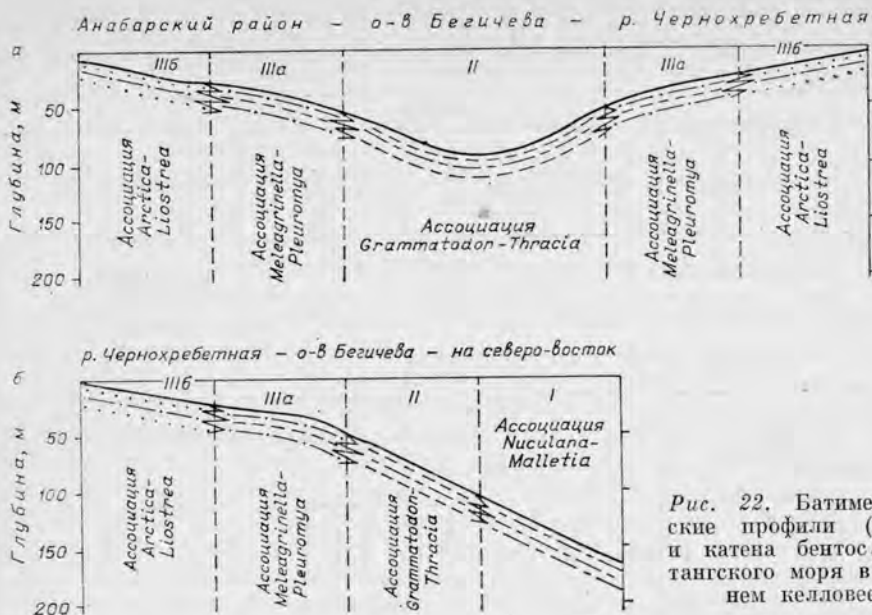 Анабарский район – о-в Бегичева – р. Чернохребетная
а
IIIб
IIIа
II
IIIа
IIIб
Глубина, м
50
100
150
200
Ассоциация
Arctica-
Liostrea
Ассоциация
Meleagrinella-
Pleuromya
Ассоциация
Grammatodon-Thracia
Ассоциация
Meleagrinella-
Pleuromya
Ассоциация
Arctica-
Liostrea
р. Чернохребетная – о-в Бегичева – на северо-восток
б
IIIб
IIIа
II
I
Глубина, м
50
100
150
200
Ассоциация
Arctica-
Liostrea
Ассоциация
Meleagrinella-
Pleuromya
Ассоциация
Grammatodon-
Thracia
Ассоциация
Nuculana-
Malletia
Рис. 22. Батиме
ские профили (
и катена бентос
тангского моря в
нем келловее